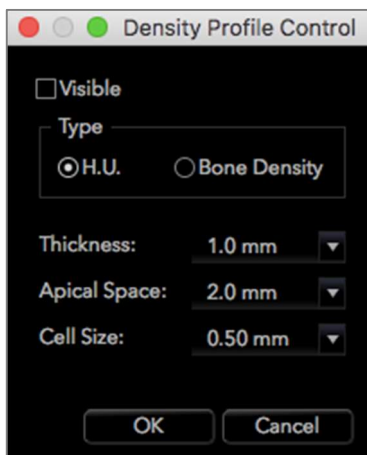 Density Profile Control
Visible
Type
H.U. Bone Density
Thickness: 1.0 mm
Apical Space: 2.0 mm
Cell Size: 0.50 mm
OK Cancel